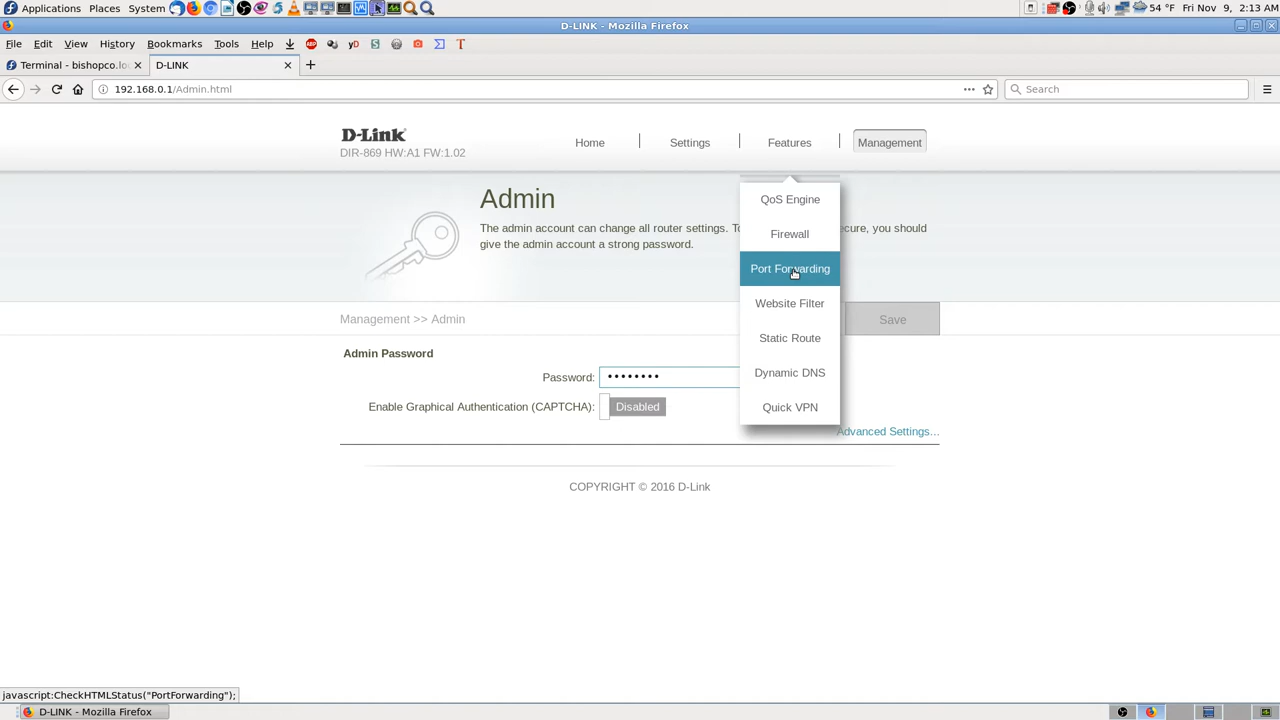 Applications Places System 54 °F Fri Nov 9, 2:13 AM
D-LINK - Mozilla Firefox
File Edit View History Bookmarks Tools Help
Terminal - bishopco.lo
D-LINK
192.168.0.1/Admin.html
Search
D-Link
DIR-869 HW:A1 FW:1.02
Home Settings Features Management
QoS Engine
Firewall
Port Forwarding
Website Filter
Static Route
Dynamic DNS
Quick VPN
Admin
The admin account can change all router settings. To ecure, you should
give the admin account a strong password.
Management >> Admin
Save
Admin Password
Password: ••••••••
Enable Graphical Authentication (CAPTCHA): Disabled
Advanced Settings...
COPYRIGHT © 2016 D-Link
javascript:CheckHTMLStatus("PortForwarding");
D-LINK - Mozilla Firefox